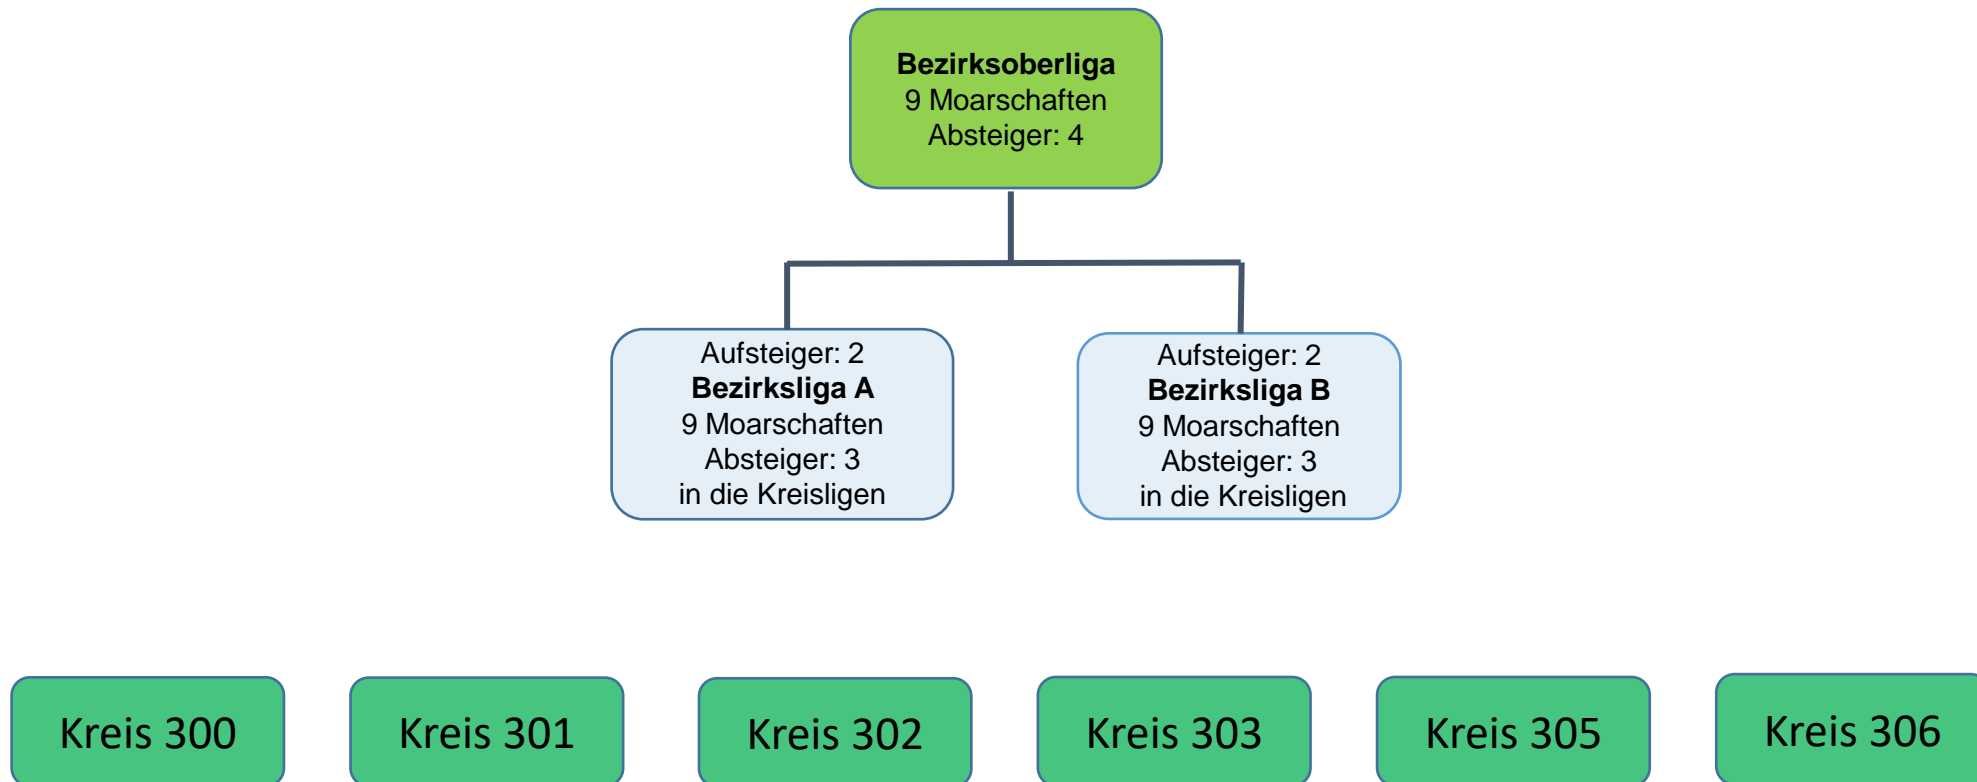 Bezirksoberliga
9 Moarschaften
Absteiger: 4
Aufsteiger: 2
Bezirksliga A
9 Moarschaften
Absteiger: 3
in die Kreisligen
Aufsteiger: 2
Bezirksliga B
9 Moarschaften
Absteiger: 3
in die Kreisligen
Kreis 300
Kreis 301
Kreis 302
Kreis 303
Kreis 305
Kreis 306